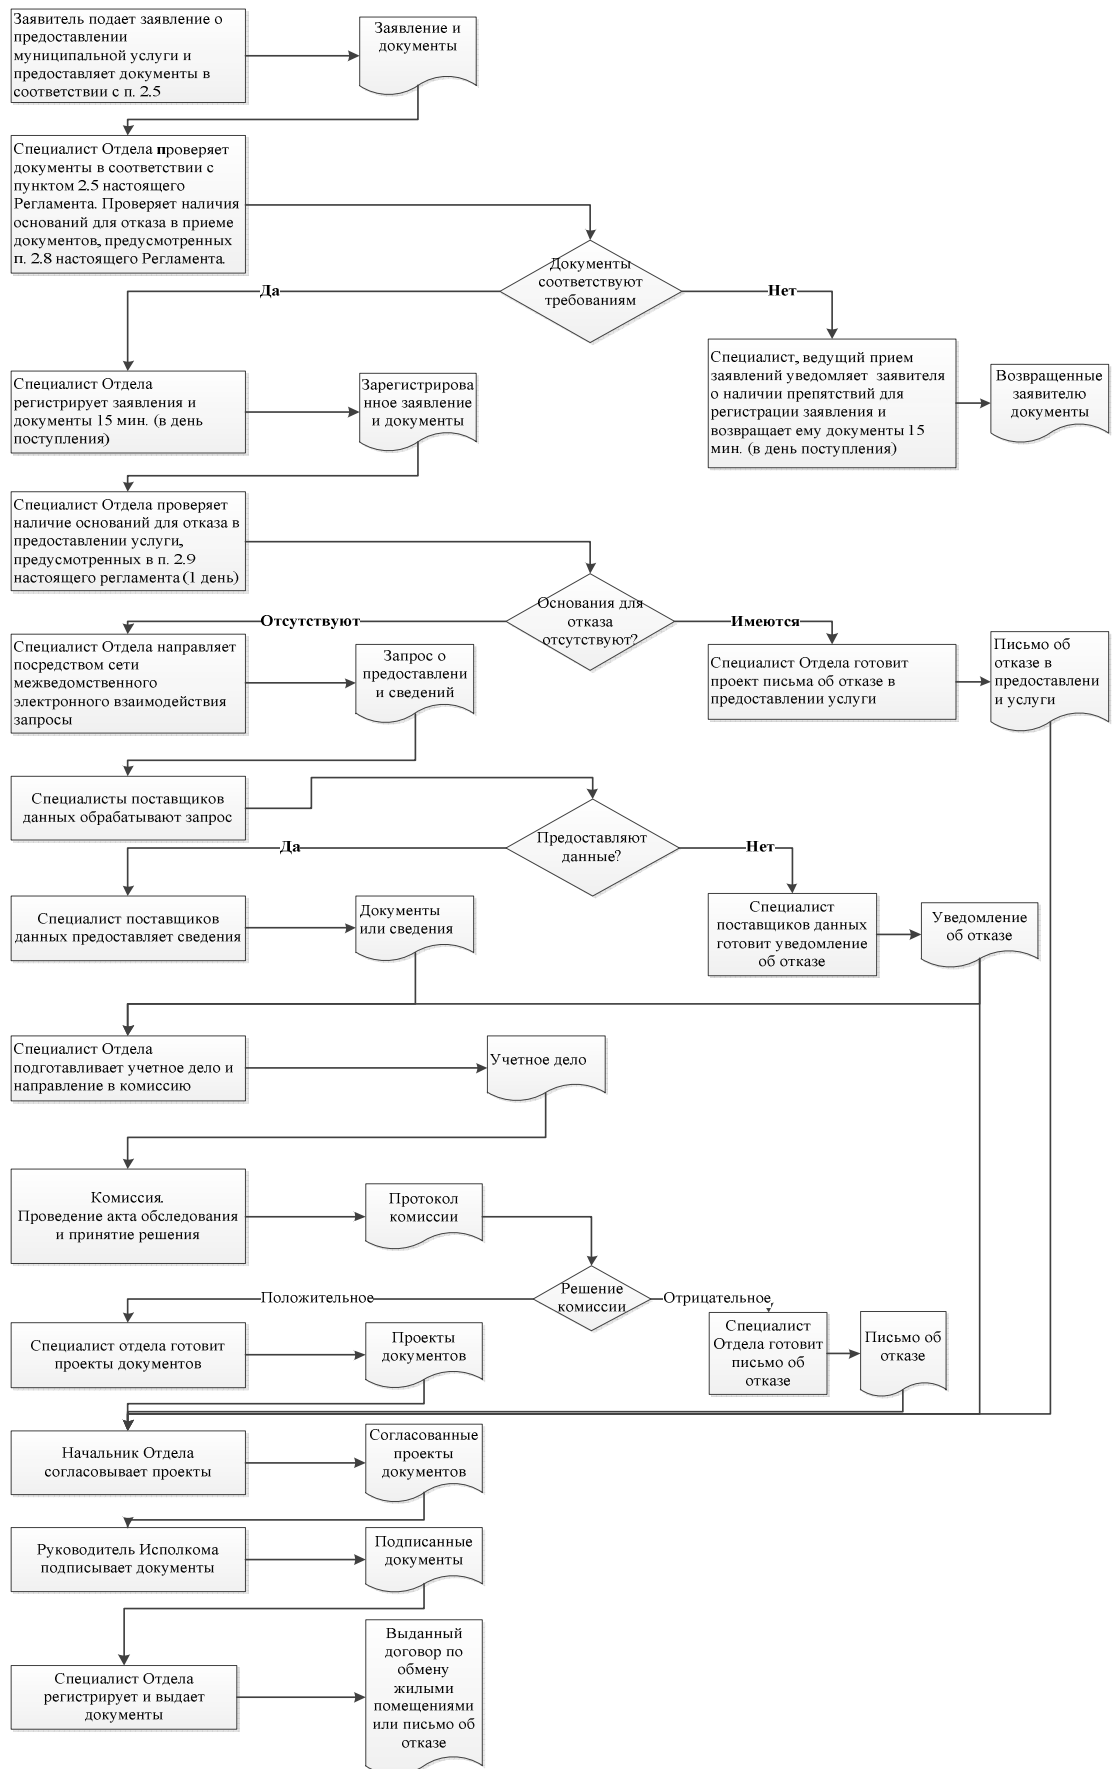 Заявитель подает заявление о
предоставлении
муниципальной услуги и
предоставляет документы в
соответствии с п. 2.5
Заявление и
документы
Специалист Отдела проверяет
документы в соответствии с
пунктом 2.5 настоящего
Регламента. Проверяет наличия
оснований для отказа в приеме
документов, предусмотренных
п. 2.8 настоящего Регламента.
Документы
соответствуют
требованиям
Да
Нет
Специалист Отдела
регистрирует заявления и
документы 15 мин. (в день
поступления)
Зарегистрирова
нное заявление
и документы
Специалист, ведущий прием
заявлений уведомляет заявителя
о наличии препятствий для
регистрации заявления и
возвращает ему документы 15
мин. (в день поступления)
Возвращенные
заявителю
документы
Специалист Отдела проверяет
наличие оснований для отказа в
предоставлении услуги,
предусмотренных в п. 2.9
настоящего регламента (1 день)
Основания для
отказа
отсутствуют?
Отсутствуют
Имеются
Специалист Отдела направляет
посредством сети
межведомственного
электронного взаимодействия
запросы
Запрос о
предоставлени
и сведений
Специалист Отдела готовит
проект письма об отказе в
предоставлении услуги
Письмо об
отказе в
предоставлени
и услуги
Специалисты поставщиков
данных обрабатывают запрос
Предоставляют
данные?
Да
Нет
Специалист поставщиков
данных предоставляет сведения
Документы
или сведения
Специалист
поставщиков данных
готовит уведомление
об отказе
Уведомление
об отказе
Специалист Отдела
подготавливает учетное дело и
направление в комиссию
Учетное дело
Комиссия.
Проведение акта обследования
и принятие решения
Протокол
комиссии
Решение
комиссии
Положительное
Отрицательное
Специалист отдела готовит
проекты документов
Проекты
документов
Специалист
Отдела готовит
письмо об
отказе
Письмо об
отказе
Начальник Отдела
согласовывает проекты
Согласованные
проекты
документов
Руководитель Исполкома
подписывает документы
Подписанные
документы
Специалист Отдела
регистрирует и выдает
документы
Выданный
договор по
обмену
жилыми
помещениями
или письмо об
отказе